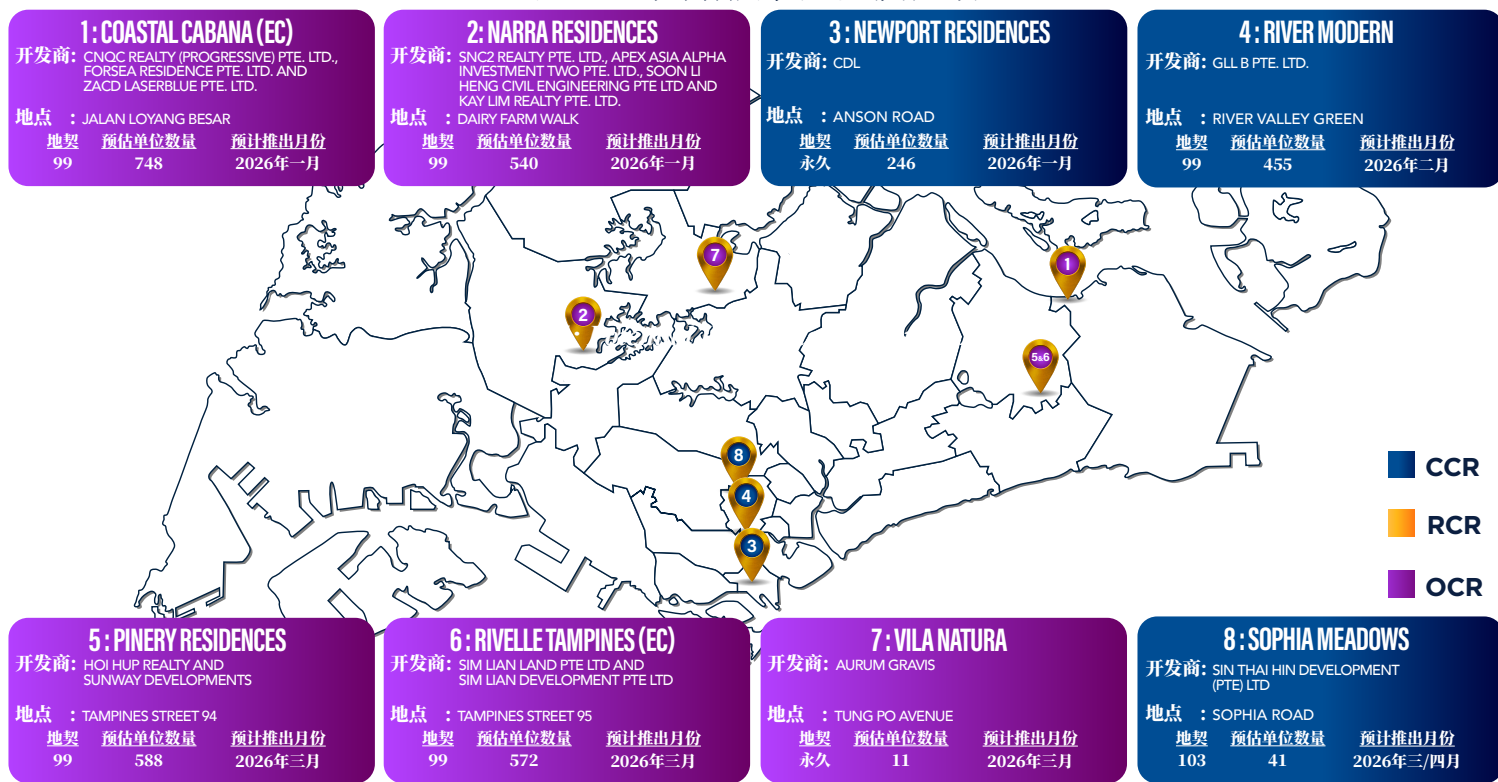 1 : COASTAL CABANA (EC)
开发商: CNQC REALTY (PROGRESSIVE) PTE. LTD.,
FORSEA RESIDENCE PTE. LTD. AND
ZACD LASERBLUE PTE. LTD.
地点 : JALAN LOYANG BESAR
地契 预估单位数量 预计推出月份
99 748 2026年一月
2: NARRA RESIDENCES
开发商: SNC2 REALTY PTE. LTD., APEX ASIA ALPHA
INVESTMENT TWO PTE. LTD., SOON LI
HENG CIVIL ENGINEERING PTE LTD AND
KAY LIM REALTY PTE. LTD.
地点 : DAIRY FARM WALK
地契 预估单位数量 预计推出月份
99 540 2026年一月
3 : NEWPORT RESIDENCES
开发商: CDL
地点 : ANSON ROAD
地契 预估单位数量 预计推出月份
永久 246 2026年一月
4 : RIVER MODERN
开发商: GLL B PTE. LTD.
地点 : RIVER VALLEY GREEN
地契 预估单位数量 预计推出月份
99 455 2026年二月
7
1
2
5&6
8
4
3
CCR
RCR
OCR
5 : PINERY RESIDENCES
开发商: HOI HUP REALTY AND
SUNWAY DEVELOPMENTS
地点 : TAMPINES STREET 94
地契 预估单位数量 预计推出月份
99 588 2026年三月
6 : RIVELLE TAMPINES (EC)
开发商: SIM LIAN LAND PTE LTD AND
SIM LIAN DEVELOPMENT PTE LTD
地点 : TAMPINES STREET 95
地契 预估单位数量 预计推出月份
99 572 2026年三月
7 : VILA NATURA
开发商: AURUM GRAVIS
地点 : TUNG PO AVENUE
地契 预估单位数量 预计推出月份
永久 11 2026年三月
8 : SOPHIA MEADOWS
开发商: SIN THAI HIN DEVELOPMENT
(PTE) LTD
地点 : SOPHIA ROAD
地契 预估单位数量 预计推出月份
103 41 2026年三/四月